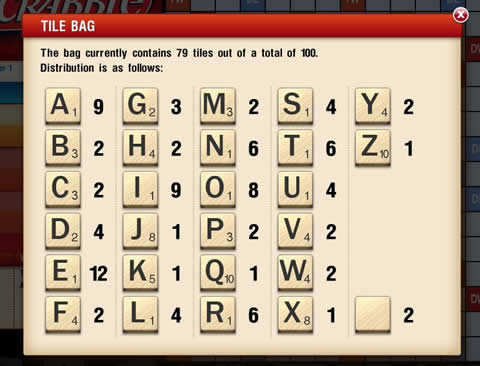 CRABBLE
TW
TILE BAG
The bag currently contains 79 tiles out of a total of 100.
Distribution is as follows:
A1 9 G2 3 M3 2 S1 4 Y4 2
B3 2 H4 2 N1 6 T1 6 Z10 1
C3 2 I1 9 O1 8 U1 4
D2 4 J8 1 P3 2 V4 2
E1 12 K5 1 Q10 1 W4 2
F4 2 L1 4 R1 6 X8 1 2